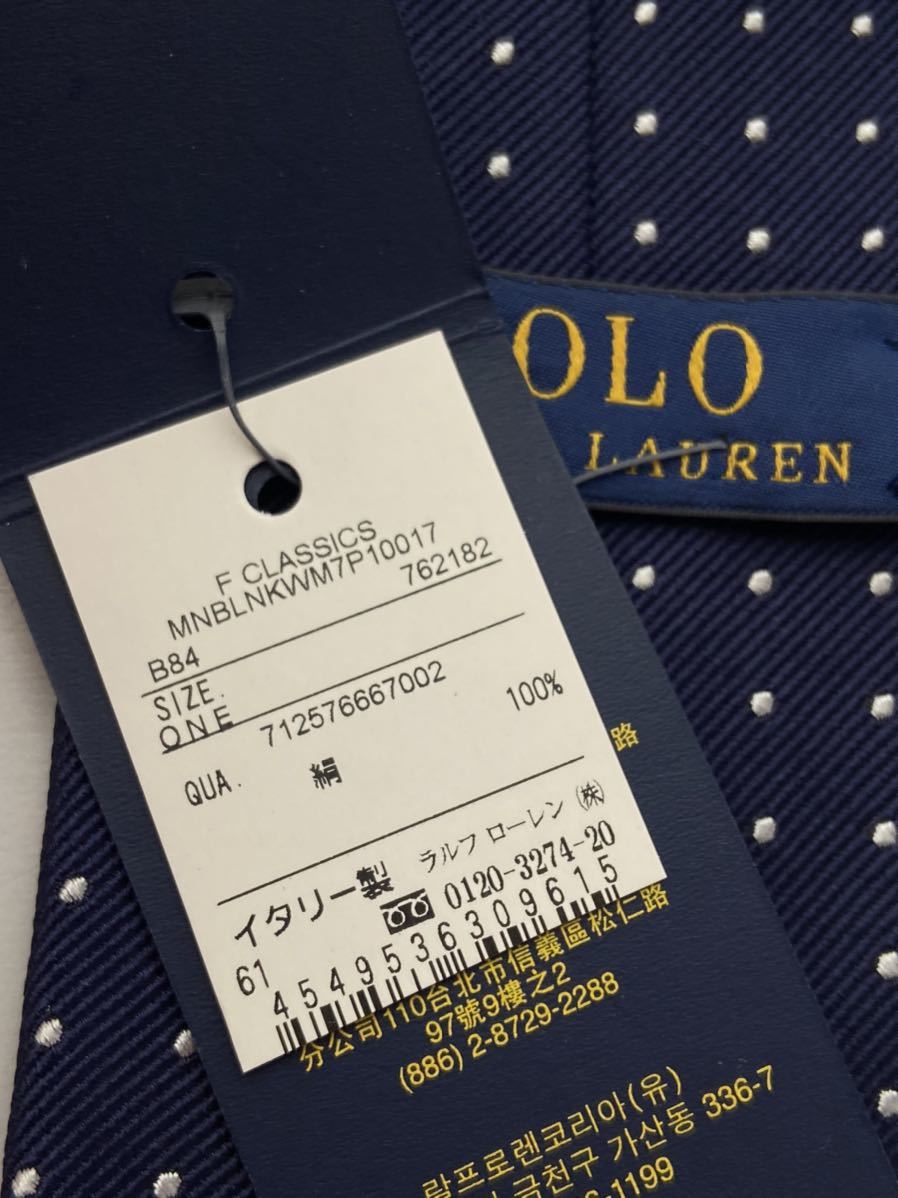 OLO
LAUREN
F CLASSICS
MNBLNKWM7P10017
762182
B84
SIZE.
ONE
712576667002
QUA. 絹 100%
イタリー製
ラルフ ローレン ㈱
0120-3274-20
61
4549536309615
路
分公司110台北市信義區松仁路
97號9樓之2
(886) 2-8729-2288
랄프로렌코리아(유)
금천구 가산동 336-7
-1199